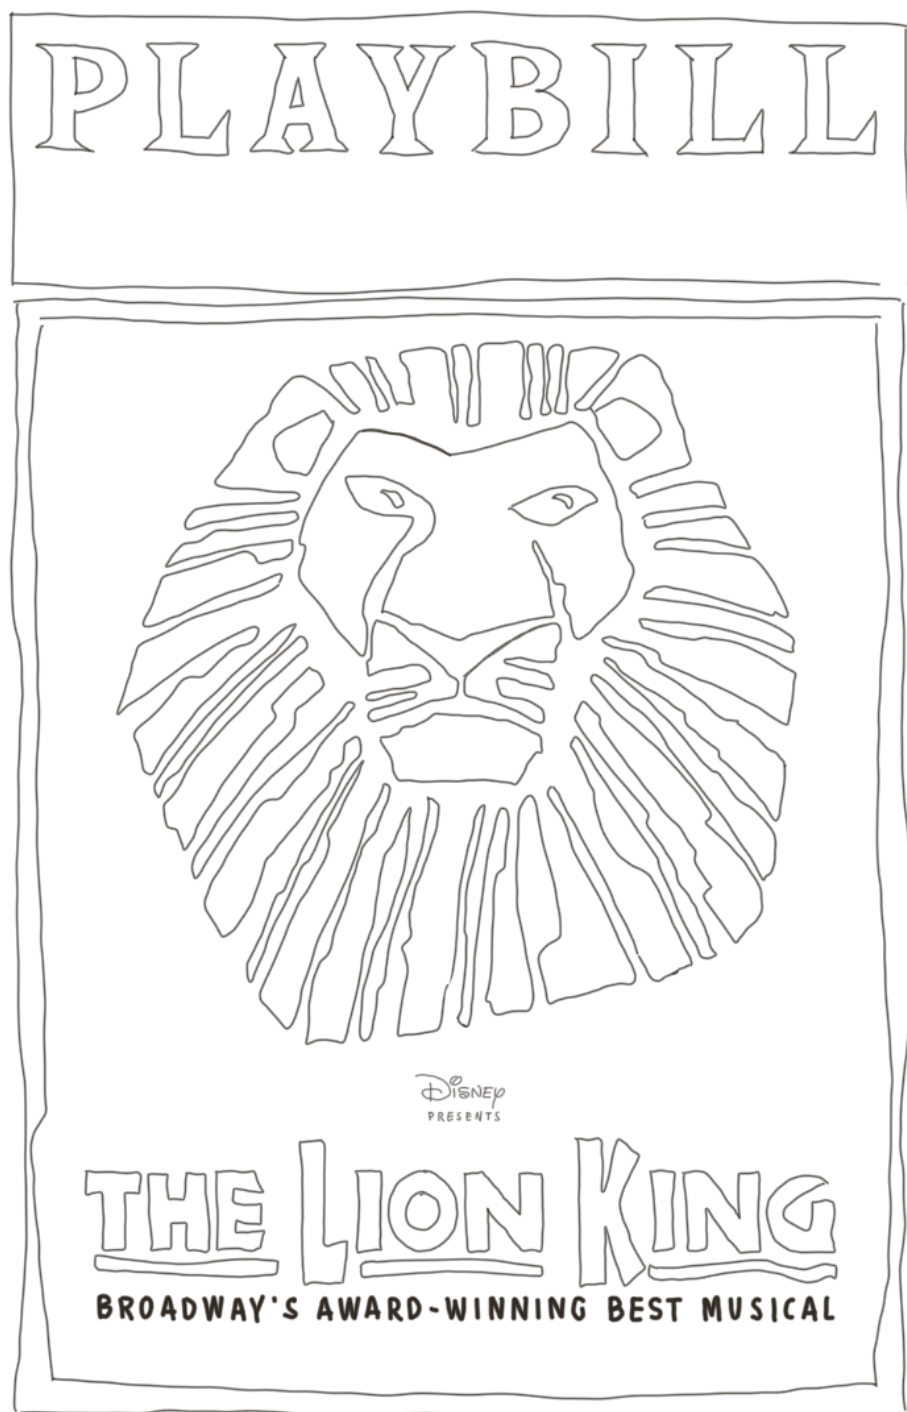 PLAYBILL
DISNEY
PRESENTS
THE LION KING
BROADWAY'S AWARD-WINNING BEST MUSICAL